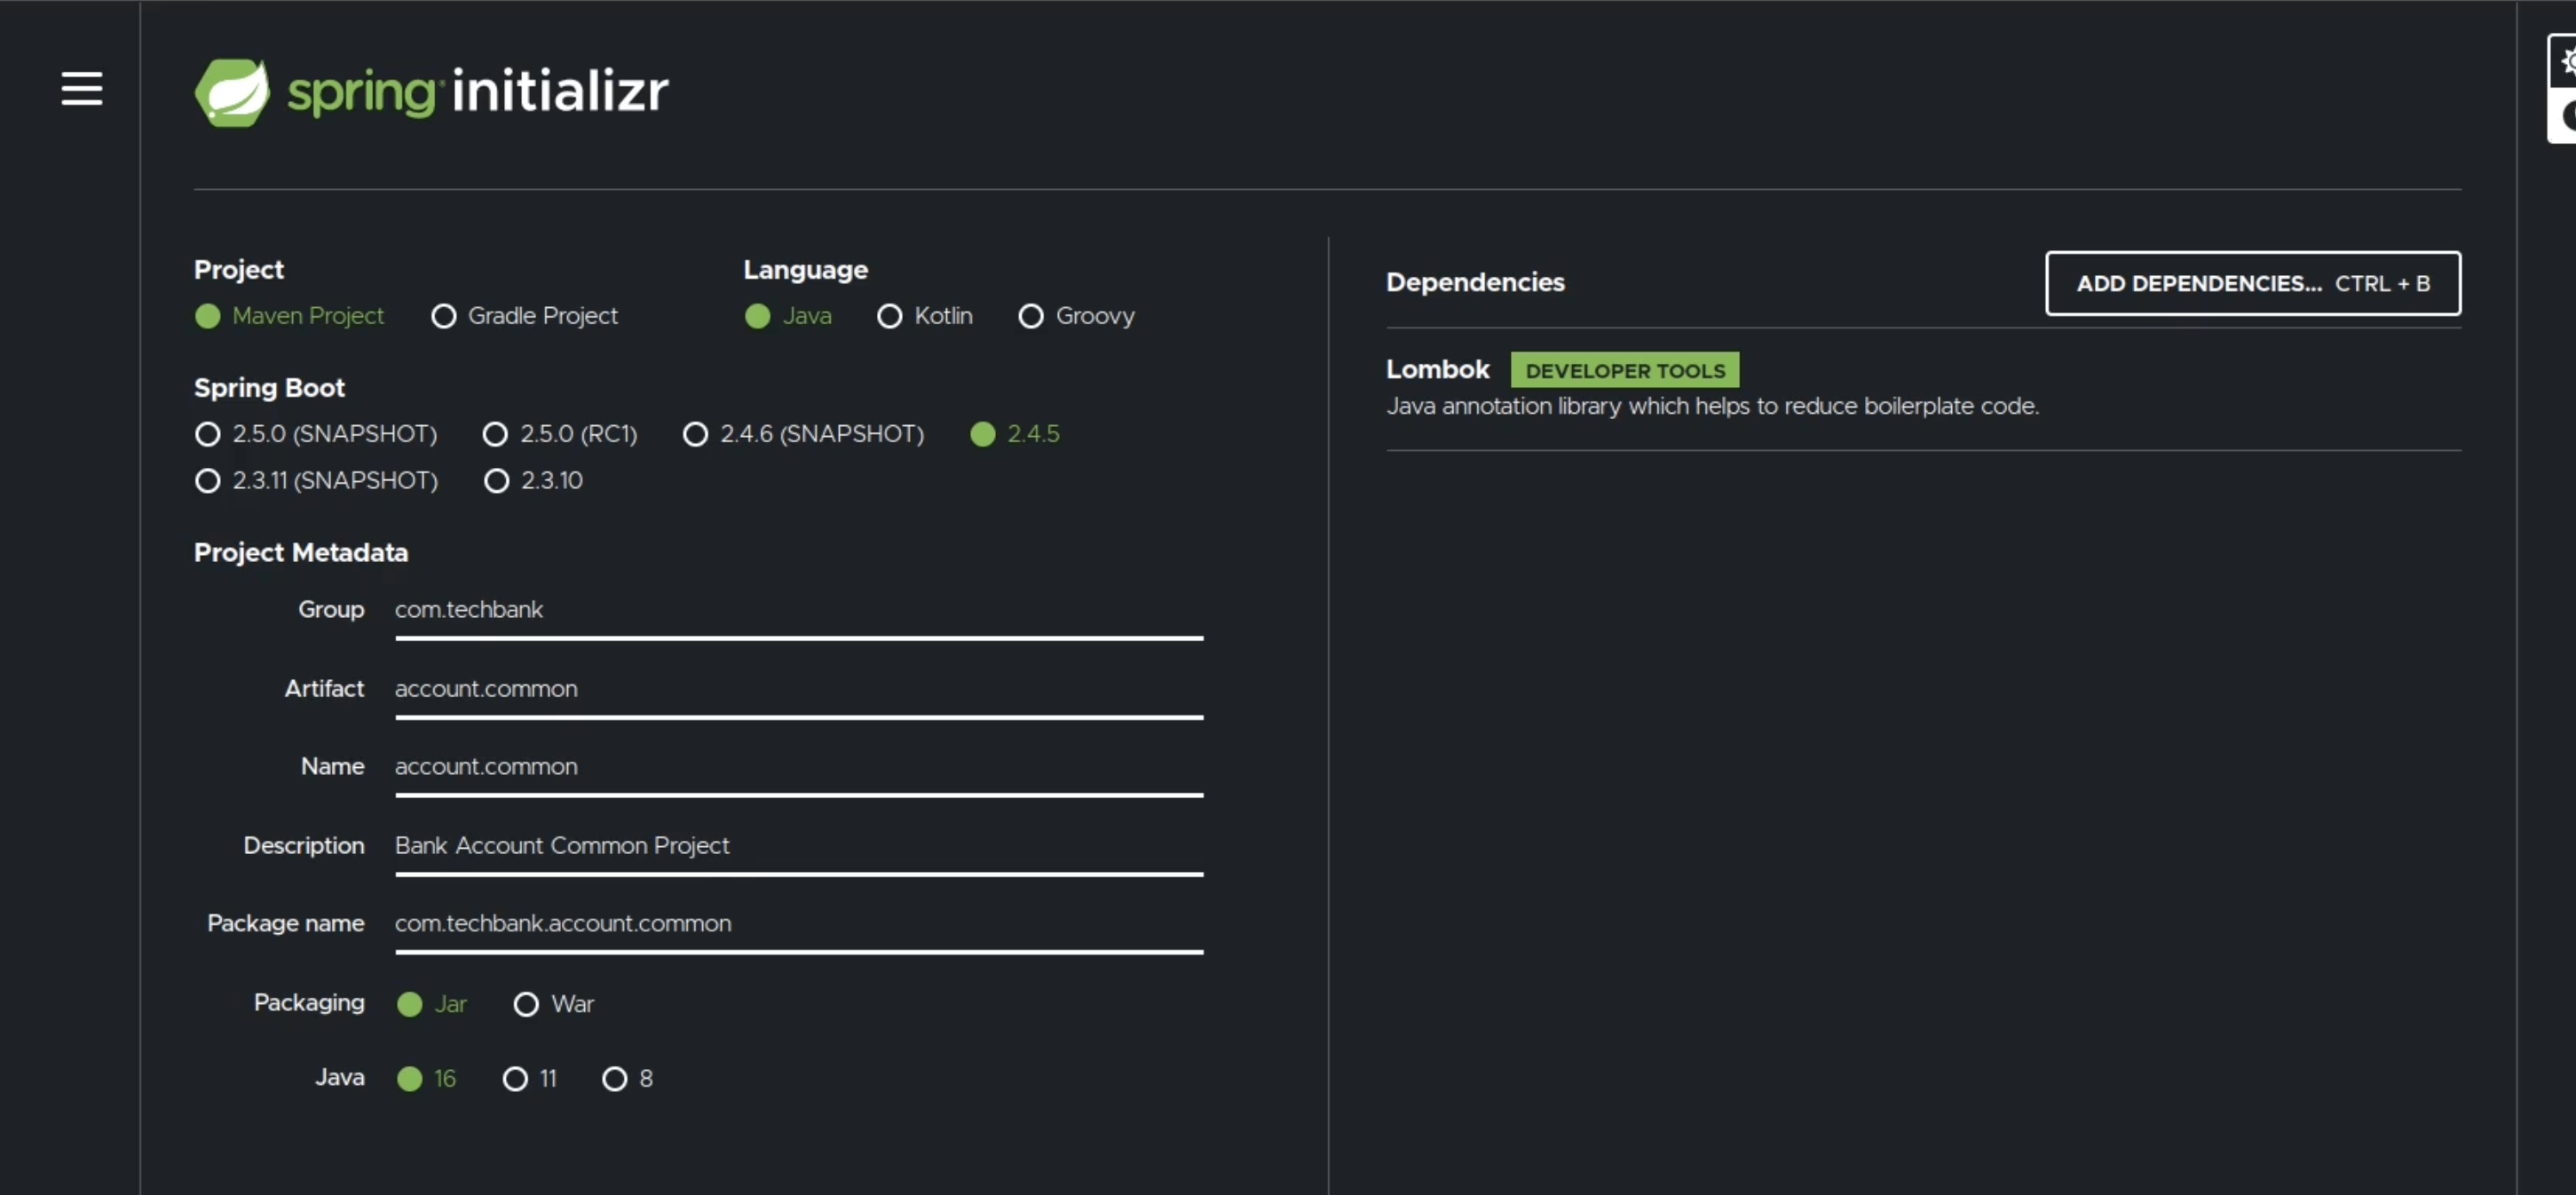 spring initializr
Project
Maven Project Gradle Project
Language
Java Kotlin Groovy
Spring Boot
2.5.0 (SNAPSHOT) 2.5.0 (RC1) 2.4.6 (SNAPSHOT) 2.4.5
2.3.11 (SNAPSHOT) 2.3.10
Project Metadata
Group com.techbank
Artifact account.common
Name account.common
Description Bank Account Common Project
Package name com.techbank.account.common
Packaging Jar War
Java 16 11 8
Dependencies
ADD DEPENDENCIES... CTRL + B
Lombok DEVELOPER TOOLS
Java annotation library which helps to reduce boilerplate code.